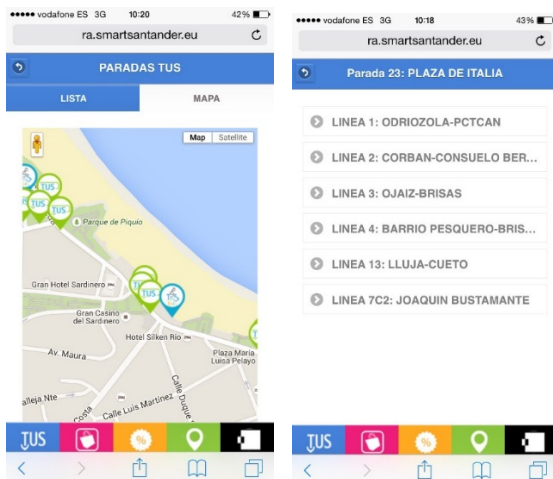 vodafone ES 3G 10:20 42%
ra.smartsantander.eu
PARADAS TUS
LISTA MAPA
Map Satellite
TUS
TUS TUS
Parque de Piquio
Gran Hotel Sardinero
TUS
Gran Casino
del Sardinero
Hotel Silken Rio
Plaza María
Luisa Pelayo
Av. Maura
alleja Nte
Costa
Calle Luis Martínez
Calle Duque
TUS %
vodafone ES 3G 10:18 43%
ra.smartsantander.eu
Parada 23: PLAZA DE ITALIA
LINEA 1: ODRIOZOLA-PCTCAN
LINEA 2: CORBAN-CONSUELO BER...
LINEA 3: OJAIZ-BRISAS
LINEA 4: BARRIO PESQUERO-BRIS...
LINEA 13: LLUJA-CUETO
LINEA 7C2: JOAQUIN BUSTAMANTE
TUS %